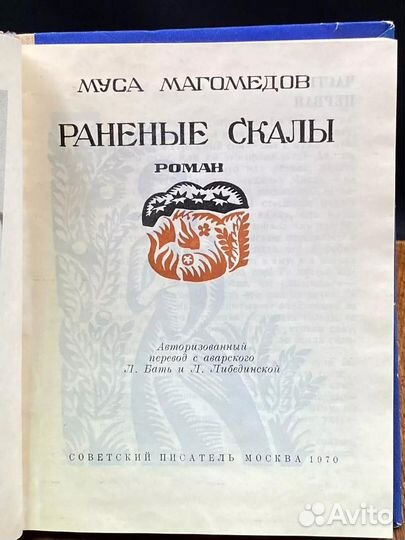 МУСА МАГОМЕДОВ
РАНЕНЫЕ СКАЛЫ
РОМАН
Авторизованный
перевод с аварского
Л. Бать и Л. Либединской
СОВЕТСКИЙ ПИСАТЕЛЬ МОСКВА 1970
Avito